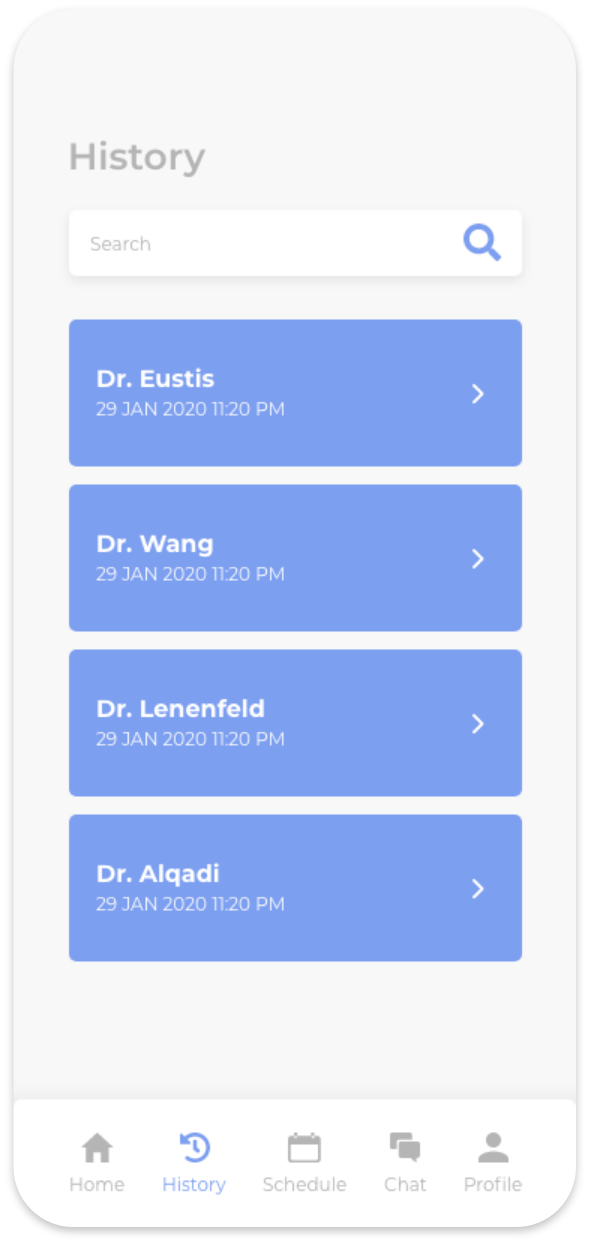 History
Search
Dr. Eustis
29 JAN 2020 11:20 PM
Dr. Wang
29 JAN 2020 11:20 PM
Dr. Lenenfeld
29 JAN 2020 11:20 PM
Dr. Alqadi
29 JAN 2020 11:20 PM
Home History Schedule Chat Profile